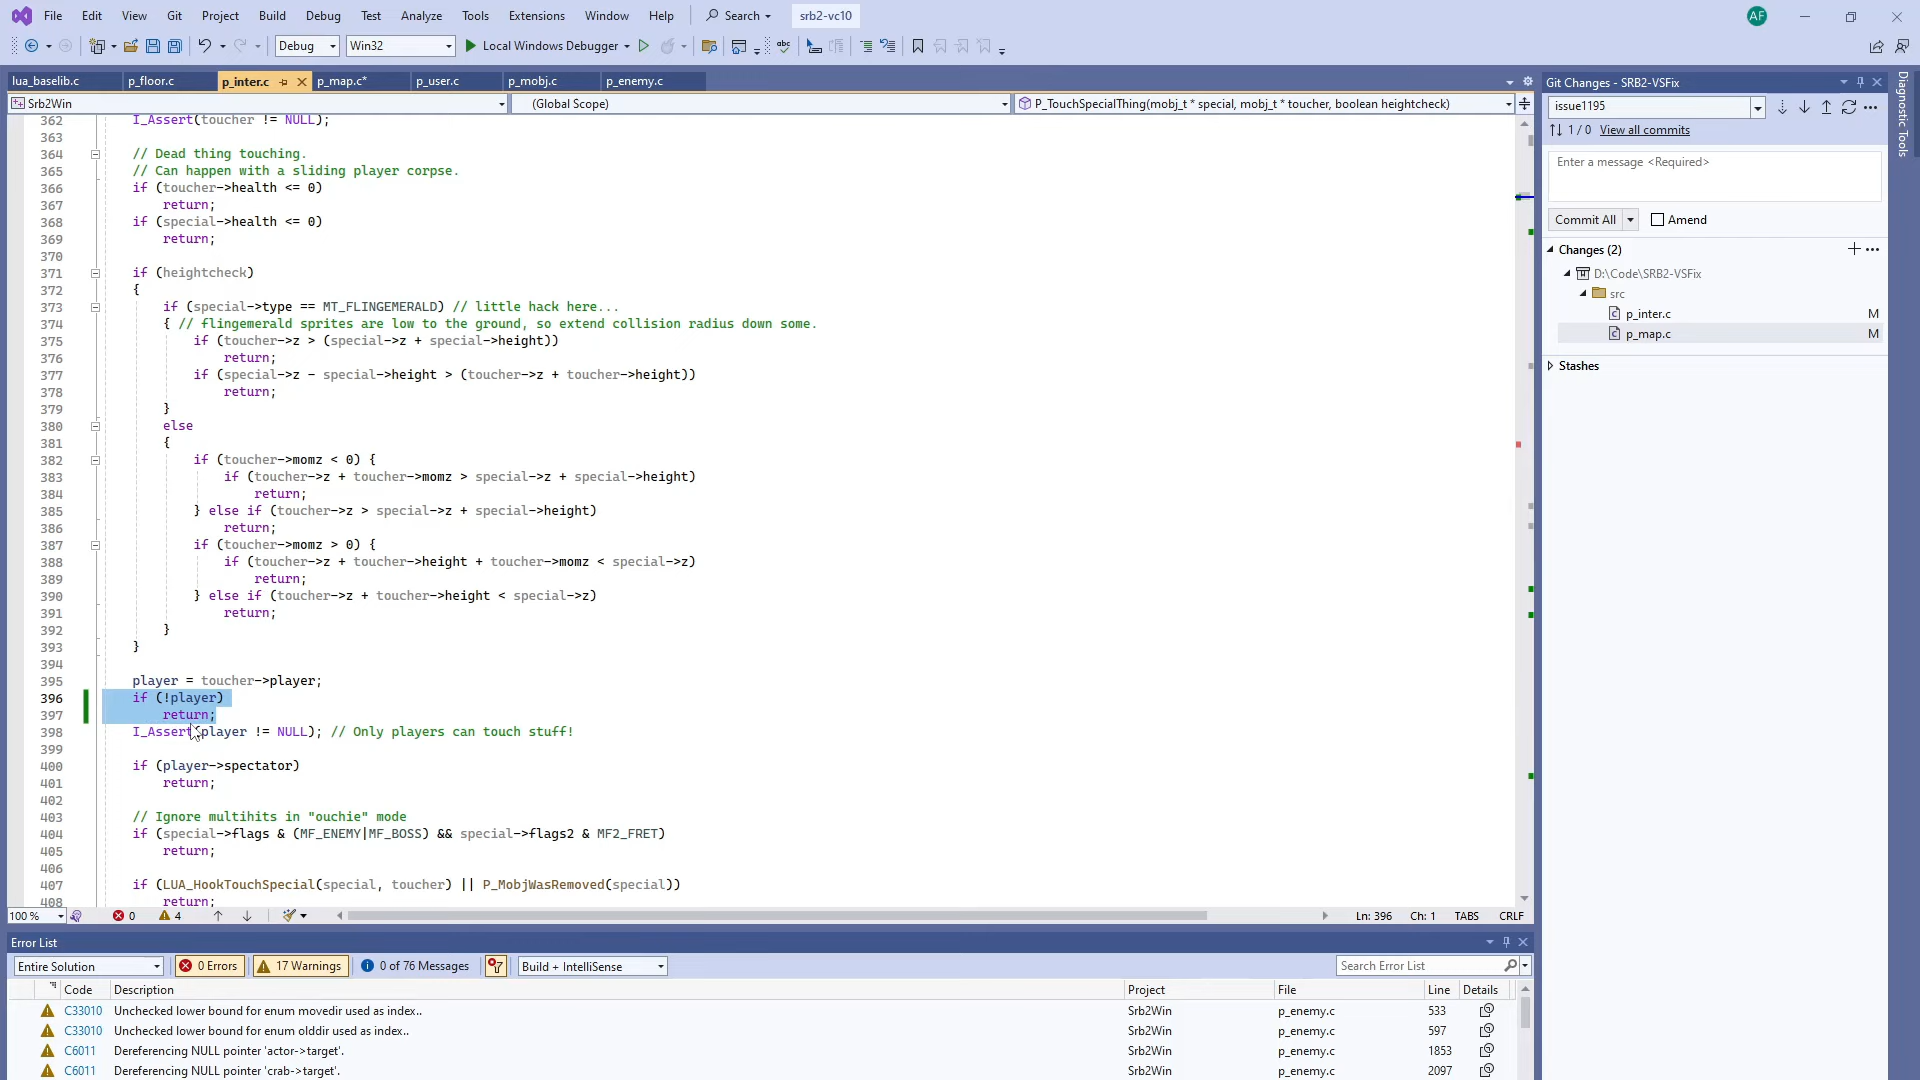 File Edit View Git Project Build Debug Test Analyze Tools Extensions Window Help Search srb2-vc10 AF
Debug Win32 Local Windows Debugger
lua_baselib.c p_floor.c p_inter.c p_map.c* p_user.c p_mobj.c p_enemy.c
Srb2Win (Global Scope) P_TouchSpecialThing(mobj_t * special, mobj_t * toucher, boolean heightcheck)
362 I_Assert(toucher != NULL);
363
364 // Dead thing touching.
365 // Can happen with a sliding player corpse.
366 if (toucher->health <= 0)
367 return;
368 if (special->health <= 0)
369 return;
370
371 if (heightcheck)
372 {
373 if (special->type == MT_FLINGEMERALD) // little hack here...
374 { // flingemerald sprites are low to the ground, so extend collision radius down some.
375 if (toucher->z > (special->z + special->height))
376 return;
377 if (special->z - special->height > (toucher->z + toucher->height))
378 return;
379 }
380 else
381 {
382 if (toucher->momz < 0) {
383 if (toucher->z + toucher->momz > special->z + special->height)
384 return;
385 } else if (toucher->z > special->z + special->height)
386 return;
387 if (toucher->momz > 0) {
388 if (toucher->z + toucher->height + toucher->momz < special->z)
389 return;
390 } else if (toucher->z + toucher->height < special->z)
391 return;
392 }
393 }
394
395 player = toucher->player;
396 if (!player)
397 return;
398 I_Assert(player != NULL); // Only players can touch stuff!
399
400 if (player->spectator)
401 return;
402
403 // Ignore multihits in "ouchie" mode
404 if (special->flags & (MF_ENEMY|MF_BOSS) && special->flags2 & MF2_FRET)
405 return;
406
407 if (LUA_HookTouchSpecial(special, toucher) || P_MobjWasRemoved(special))
408 return;
100 % 0 4 Ln: 396 Ch: 1 TABS CRLF
Error List
Entire Solution 0 Errors 17 Warnings 0 of 76 Messages Build + IntelliSense Search Error List
Code Description Project File Line Details
C33010 Unchecked lower bound for enum movedir used as index.. Srb2Win p_enemy.c 533
C33010 Unchecked lower bound for enum olddir used as index.. Srb2Win p_enemy.c 597
C6011 Dereferencing NULL pointer 'actor->target'. Srb2Win p_enemy.c 1853
C6011 Dereferencing NULL pointer 'crab->target'. Srb2Win p_enemy.c 2097
Git Changes - SRB2-VSFix
issue1195
1 / 0 View all commits
Enter a message <Required>
Commit All Amend
Changes (2)
D:\Code\SRB2-VSFix
src
p_inter.c M
p_map.c M
Stashes
Diagnostic Tools